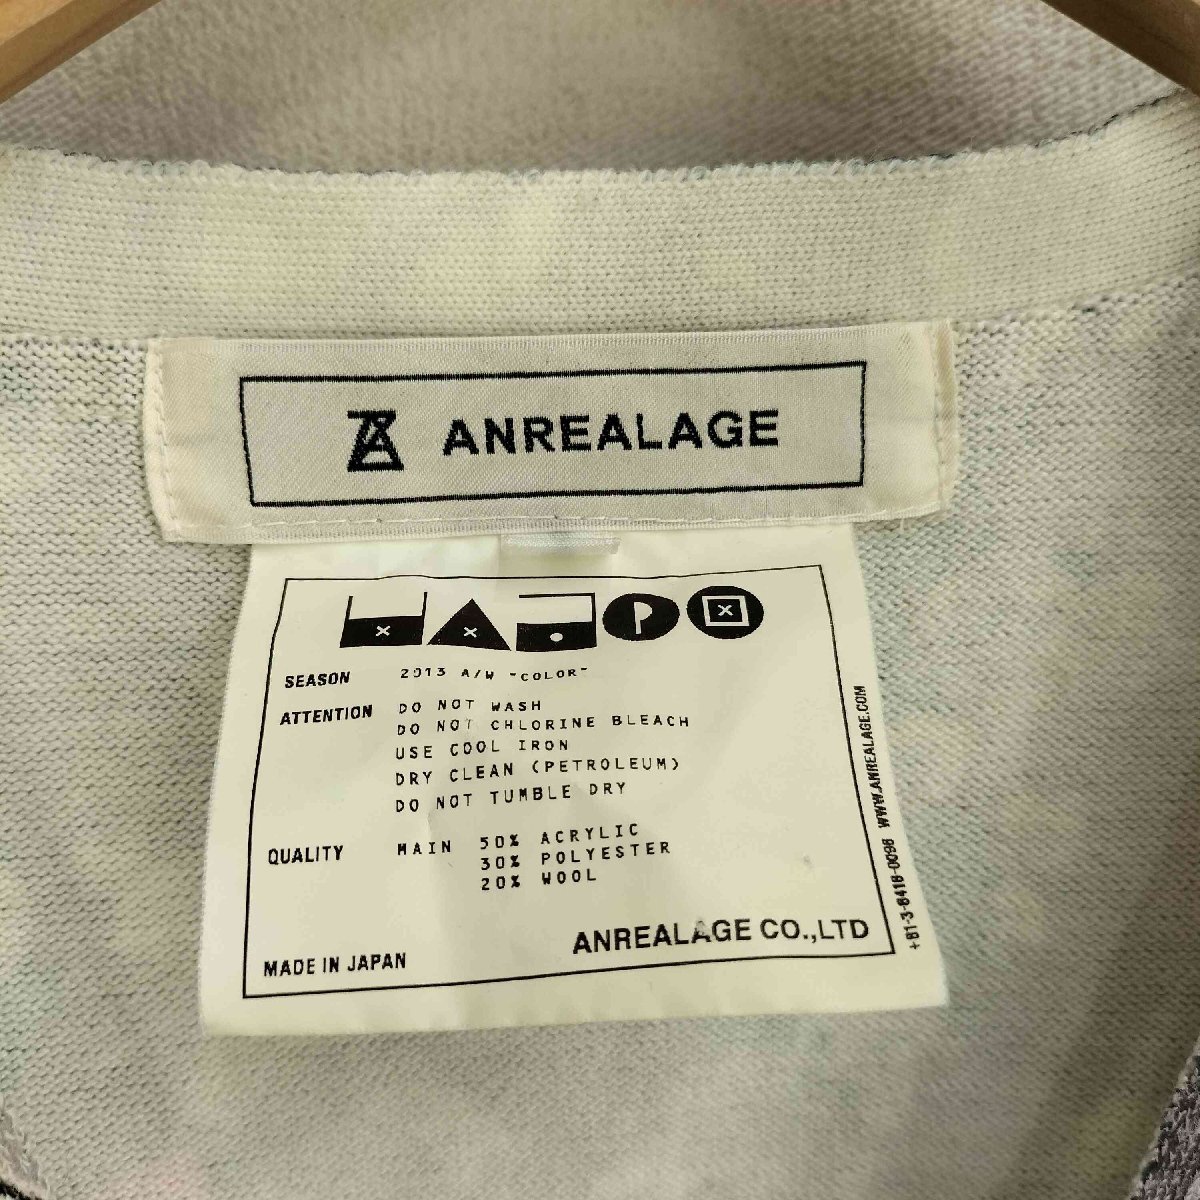 ANREALAGE
SEASON 2013 A/W "COLOR"
ATTENTION DO NOT WASH
DO NOT CHLORINE BLEACH
USE COOL IRON
DRY CLEAN (PETROLEUM)
DO NOT TUMBLE DRY
QUALITY MAIN 50% ACRYLIC
30% POLYESTER
20% WOOL
ANREALAGE CO.,LTD
MADE IN JAPAN
+81-3-6416-0096 WWW.ANREALAGE.COM